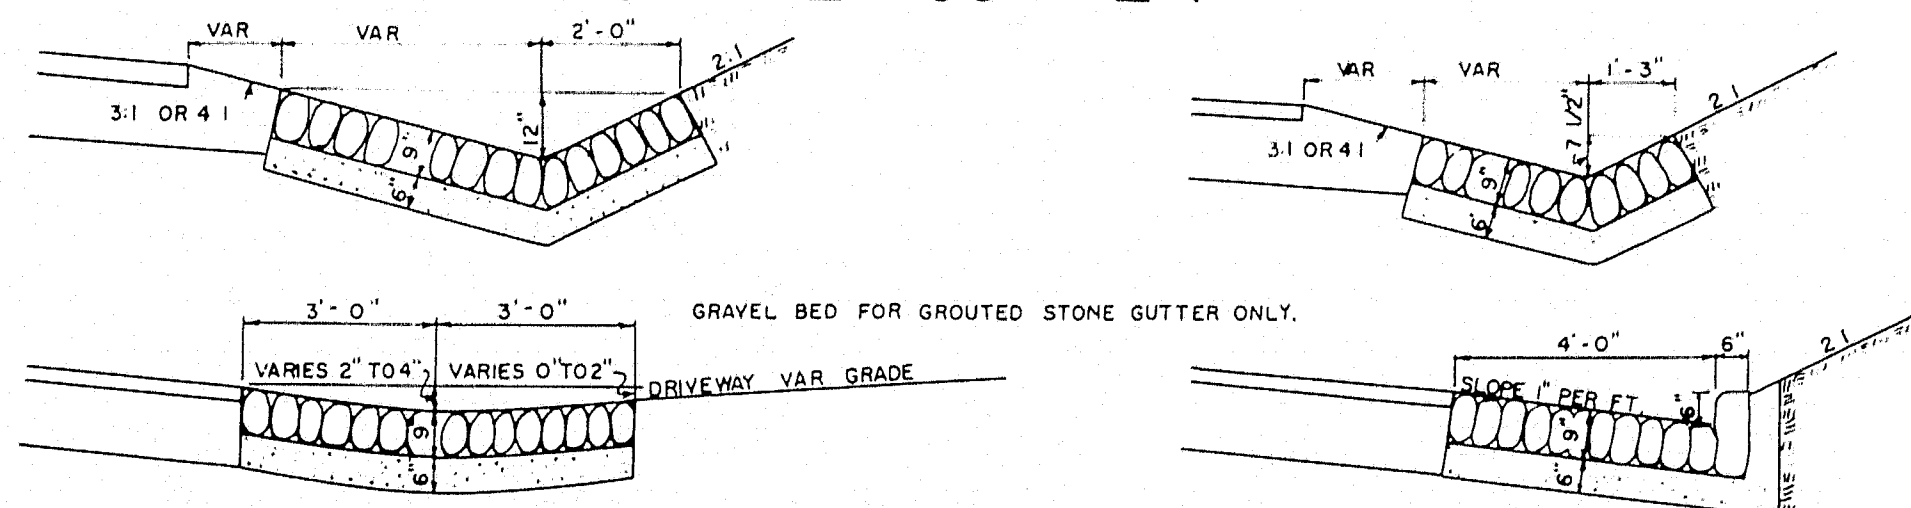 VAR VAR 2'-0"
2:1
3:1 OR 4 1
12"
9"
6"
VAR VAR 1'-3"
2 1
3:1 OR 4 1
7 1/2"
9"
6"
3'-0" 3'-0"
GRAVEL BED FOR GROUTED STONE GUTTER ONLY.
VARIES 2" TO 4" VARIES 0" TO 2"
DRIVEWAY VAR GRADE
9"
6"
4'-0" 6"
2 1
SLOPE 1" PER FT.
6"
9"
6"